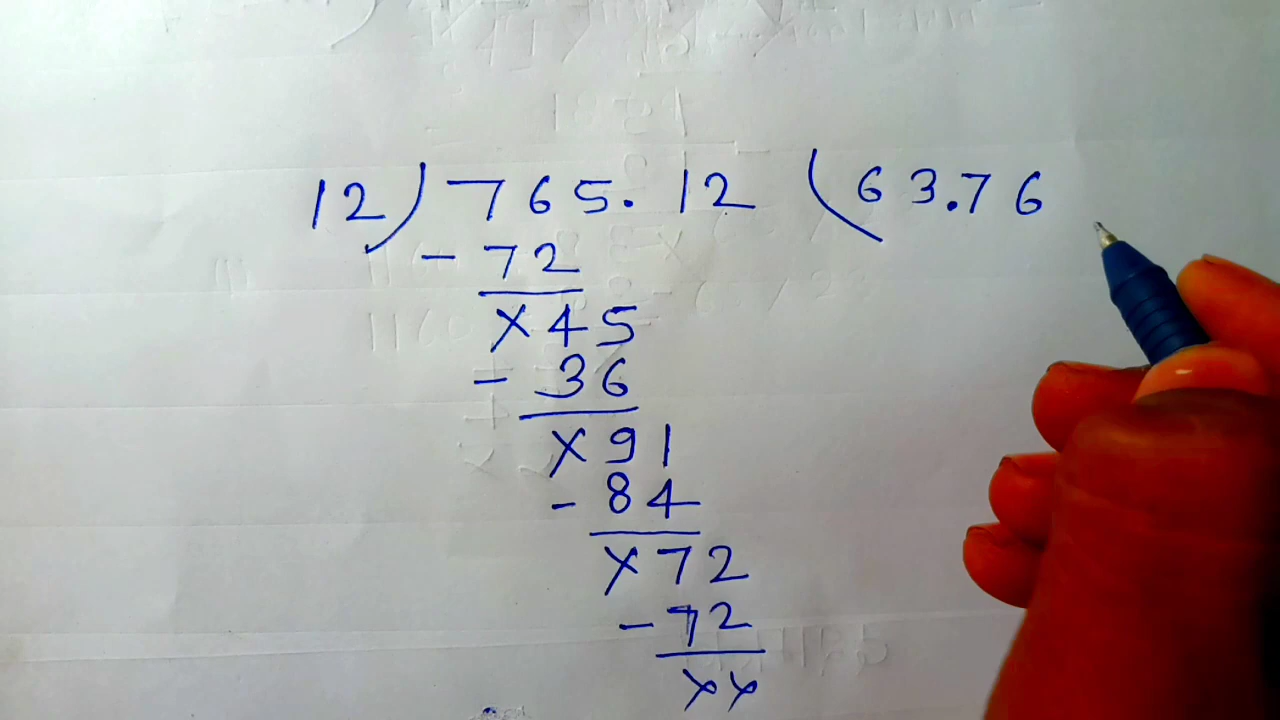 12) 765.12 (63.76
- 72
x45
- 36
x91
- 84
x72
- 72
xx